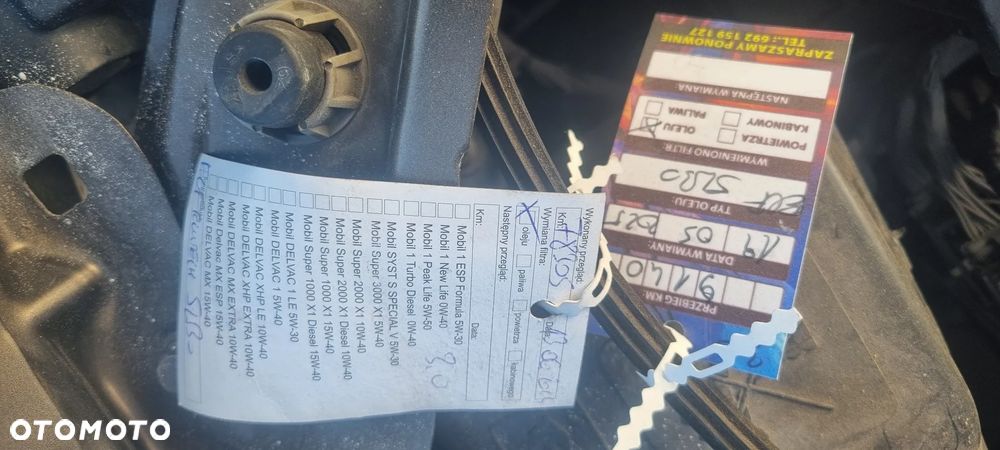 ZAPRASZAMY PONOWNIE
TEL.: 692 159 127
NASTĘPNA WYMIANA
POWIETRZA
KABINOWY
OLEJU
PALIWA
WYMIENIONO FILTR:
5W30
TYP OLEJU:
19 05
DATA WYMIANY:
PRZEBIEG KM:
Wykonany przegląd:
Km:
Data:
Wymiana filtra:
oleju
paliwa
powietrza
kabinowego
Następny przegląd:
Km:
Data:
Mobil 1 ESP Formula 5W-30
Mobil 1 New Life 0W-40
Mobil 1 Peak Life 5W-50
Mobil 1 Turbo Diesel 0W-40
Mobil SYST S SPECIAL V 5W-30
Mobil Super 3000 X1 5W-40
Mobil Super 2000 X1 10W-40
Mobil Super 2000 X1 Diesel 10W-40
Mobil Super 1000 X1 15W-40
Mobil Super 1000 X1 Diesel 15W-40
Mobil DELVAC 1 LE 5W-30
Mobil DELVAC 1 5W-40
Mobil DELVAC XHP LE 10W-40
Mobil DELVAC XHP EXTRA 10W-40
Mobil DELVAC MX EXTRA 10W-40
Mobil Delvac MX ESP 15W-40
Mobil DELVAC MX 15W-40
OTOMOTO